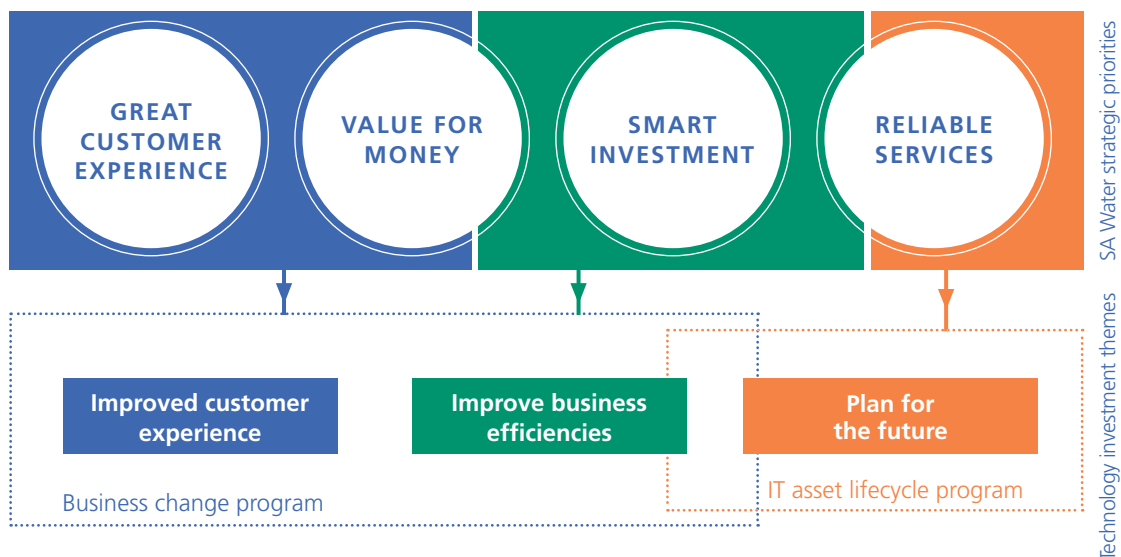 GREAT
CUSTOMER
EXPERIENCE
VALUE FOR
MONEY
SMART
INVESTMENT
RELIABLE
SERVICES
SA Water strategic priorities
Improved customer
experience
Improve business
efficiencies
Plan for
the future
Business change program
IT asset lifecycle program
Technology investment themes